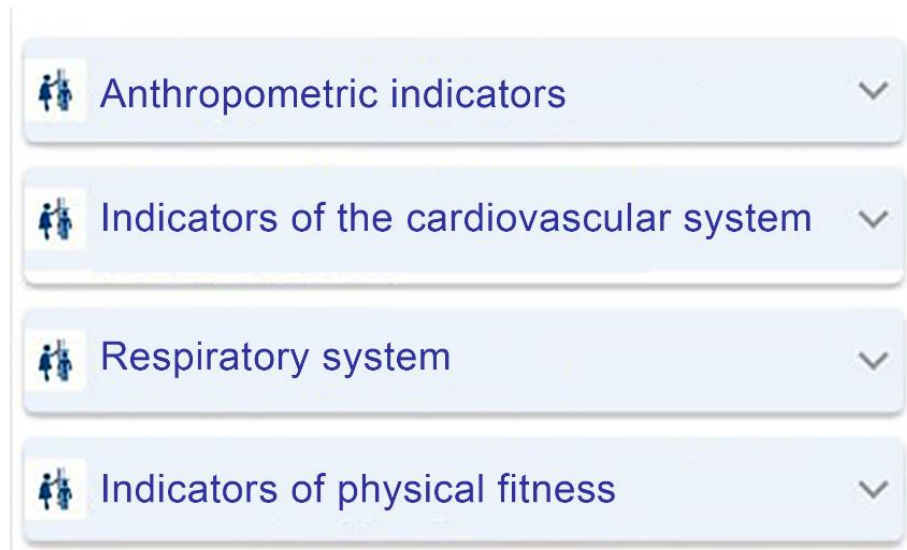 Anthropometric indicators
Indicators of the cardiovascular system
Respiratory system
Indicators of physical fitness